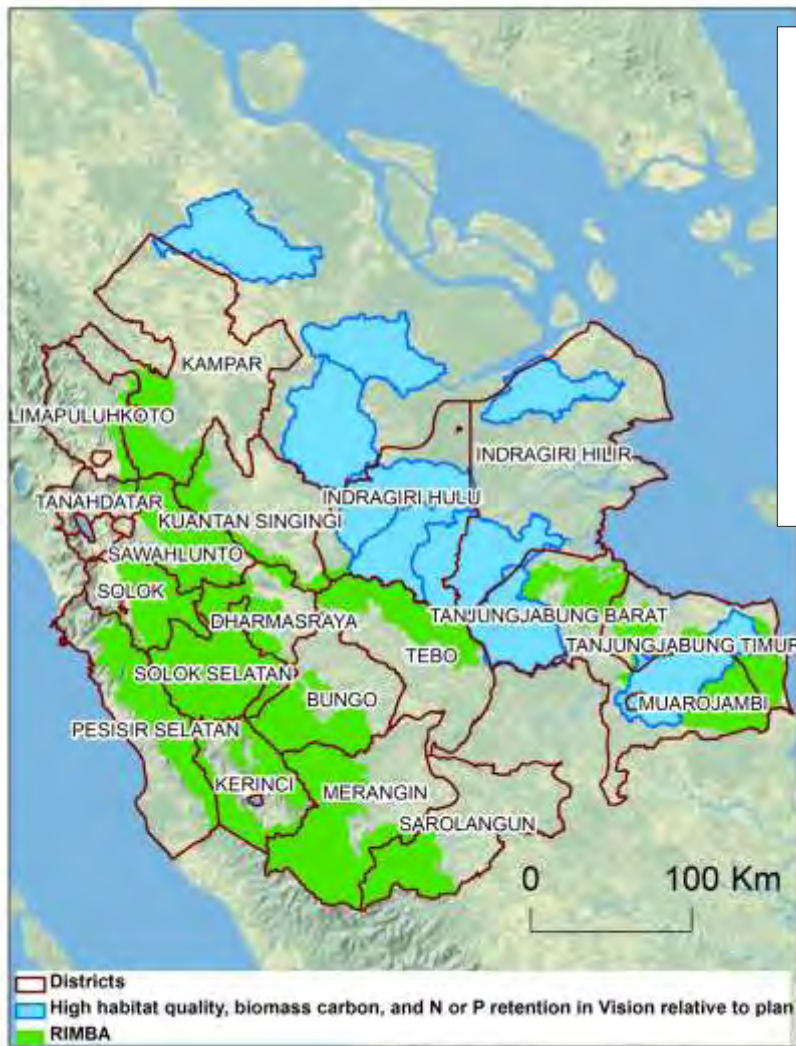 KAMPAR
LIMAPULUHKOTO
INDRAGIRI HILIR
TANAHDATAR
INDRAGIRI HULU
KUANTAN SINGINGI
SAWAHLUNTO
SOLOK
DHARMASRAYA
TANJUNGJABUNG BARAT
TANJUNGJABUNG TIMUR
TEBO
SOLOK SELATAN
BUNGO
MUAROJAMBI
PESISIR SELATAN
KERINCI
MERANGIN
SAROLANGUN
0 100 Km
Districts
High habitat quality, biomass carbon, and N or P retention in Vision relative to plan
RIMBA